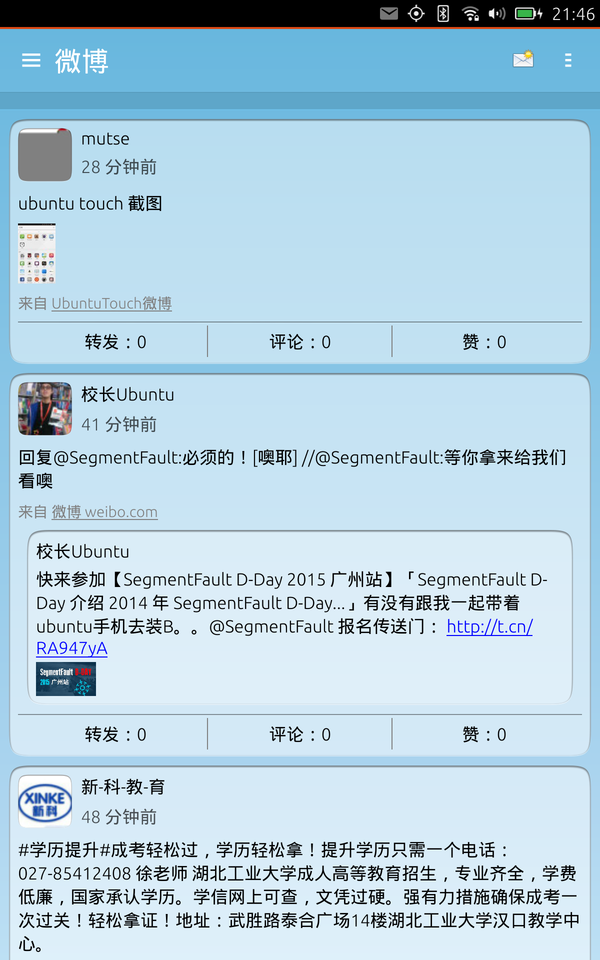 21:46
微博
mutse
28 分钟前
ubuntu touch 截图
来自 UbuntuTouch微博
转发：0 评论：0 赞：0
校长Ubuntu
41 分钟前
回复@SegmentFault:必须的！[噢耶] //@SegmentFault:等你拿来给我们
看噢
来自 微博 weibo.com
校长Ubuntu
快来参加【SegmentFault D-Day 2015 广州站】「SegmentFault D-
Day 介绍 2014 年 SegmentFault D-Day...」有没有跟我一起带着
ubuntu手机去装B。。@SegmentFault 报名传送门： http://t.cn/
RA947yA
SegmentFault D-DAY
2015 广州站
转发：0 评论：0 赞：0
XINKE
新科
新-科-教-育
48 分钟前
#学历提升#成考轻松过，学历轻松拿！提升学历只需一个电话：
027-85412408 徐老师 湖北工业大学成人高等教育招生，专业齐全，学费
低廉，国家承认学历。学信网上可查，文凭过硬。强有力措施确保成考一
次过关！轻松拿证！地址：武胜路泰合广场14楼湖北工业大学汉口教学中
心。